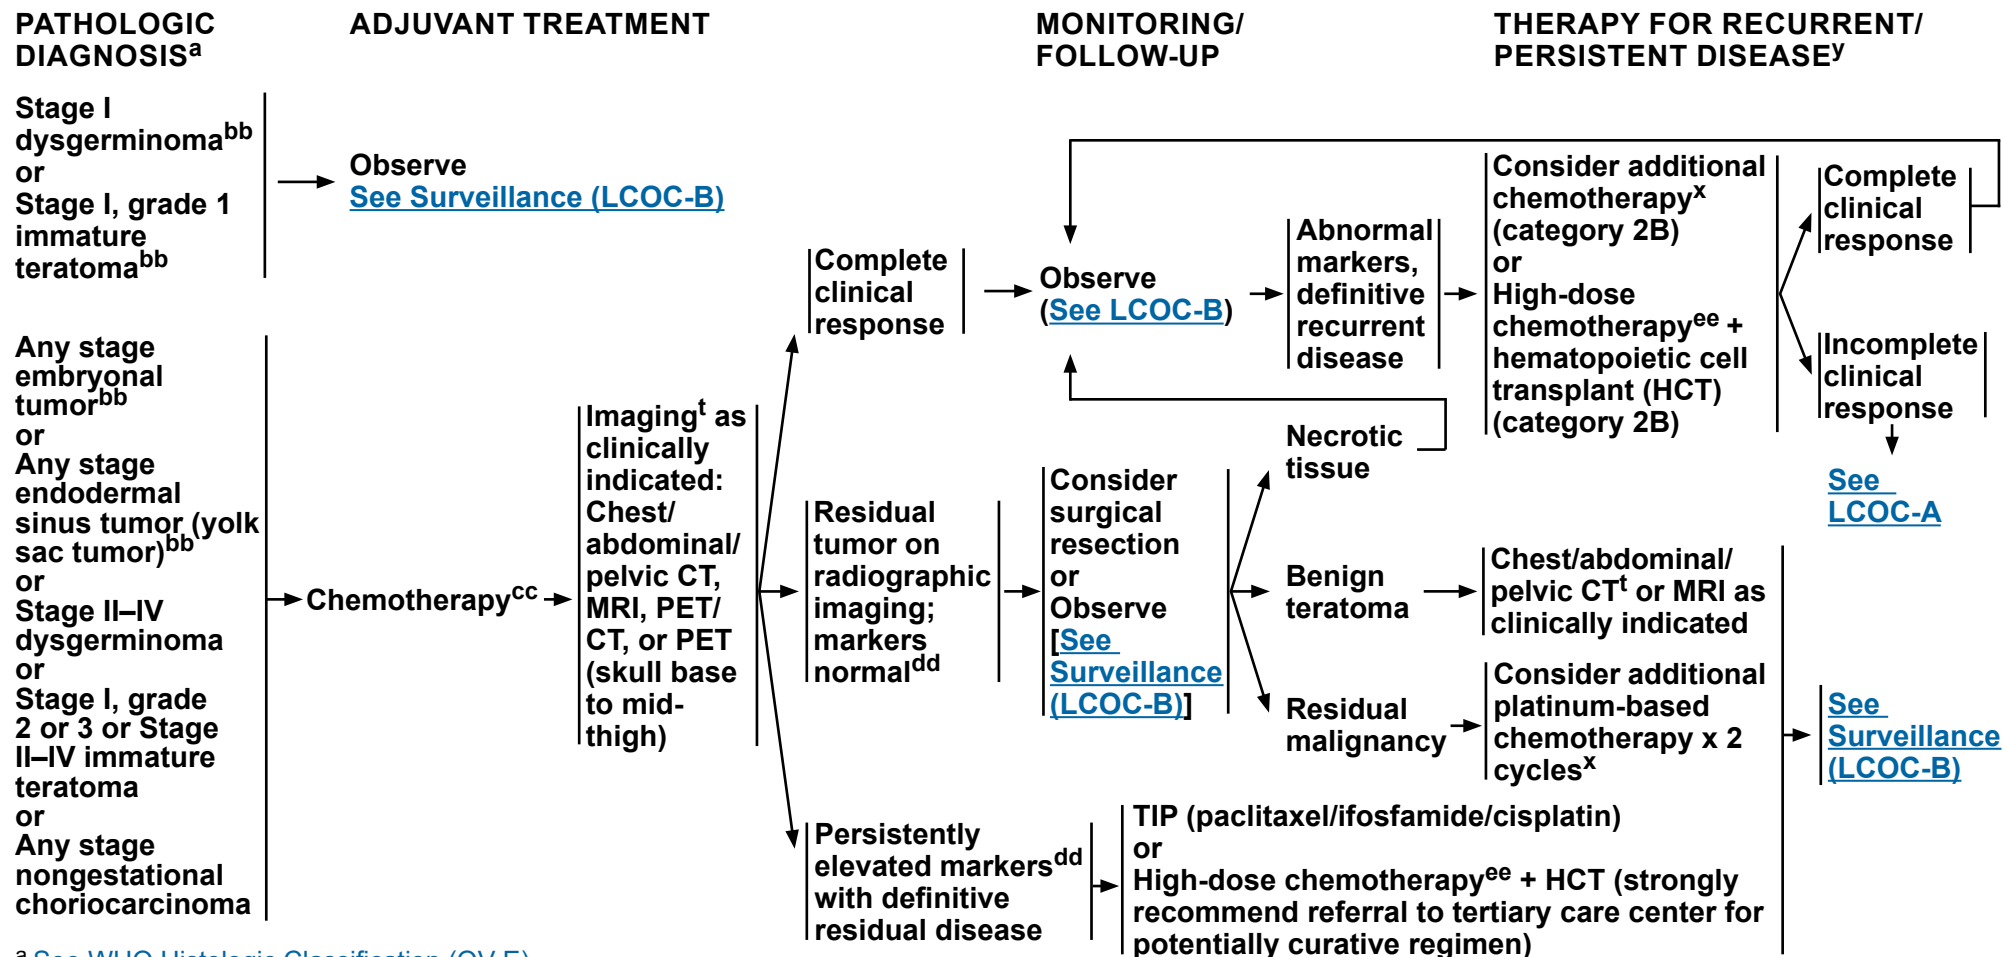 PATHOLOGIC
DIAGNOSISa
ADJUVANT TREATMENT
MONITORING/
FOLLOW-UP
THERAPY FOR RECURRENT/
PERSISTENT DISEASEy
Stage I
dysgerminomabb
or
Stage I, grade 1
immature
teratomabb
Observe
See Surveillance (LCOC-B)
Any stage
embryonal
tumorbb
or
Any stage
endodermal
sinus tumor (yolk
sac tumor)bb
or
Stage II–IV
dysgerminoma
or
Stage I, grade
2 or 3 or Stage
II–IV immature
teratoma
or
Any stage
nongestational
choriocarcinoma
Chemotherapycc
Imagingt as
clinically
indicated:
Chest/
abdominal/
pelvic CT,
MRI, PET/
CT, or PET
(skull base
to mid-
thigh)
Complete
clinical
response
Observe
(See LCOC-B)
Abnormal
markers,
definitive
recurrent
disease
Consider additional
chemotherapyx
(category 2B)
or
High-dose
chemotherapyee +
hematopoietic cell
transplant (HCT)
(category 2B)
Complete
clinical
response
Incomplete
clinical
response
See
LCOC-A
Residual
tumor on
radiographic
imaging;
markers
normaldd
Consider
surgical
resection
or
Observe
[See
Surveillance
(LCOC-B)]
Necrotic
tissue
Benign
teratoma
Chest/abdominal/
pelvic CTt or MRI as
clinically indicated
Residual
malignancy
Consider additional
platinum-based
chemotherapy x 2
cyclesx
Persistently
elevated markersdd
with definitive
residual disease
TIP (paclitaxel/ifosfamide/cisplatin)
or
High-dose chemotherapyee + HCT (strongly
recommend referral to tertiary care center for
potentially curative regimen)
See
Surveillance
(LCOC-B)
a See WHO Histologic Classification (OV-E)